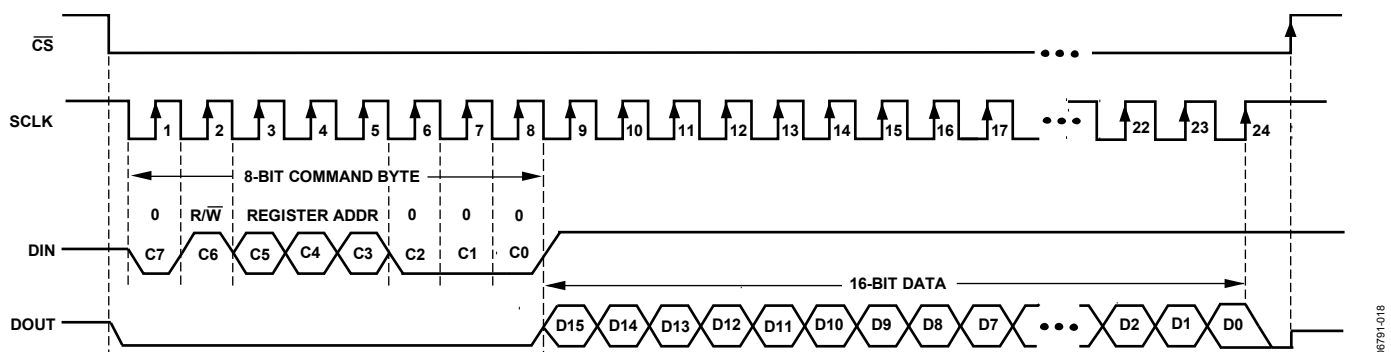 CS
SCLK
1 2 3 4 5 6 7 8 9 10 11 12 13 14 15 16 17 22 23 24
8-BIT COMMAND BYTE
0 R/W REGISTER ADDR 0 0 0
DIN C7 C6 C5 C4 C3 C2 C1 C0
16-BIT DATA
DOUT D15 D14 D13 D12 D11 D10 D9 D8 D7 D2 D1 D0
06791-018